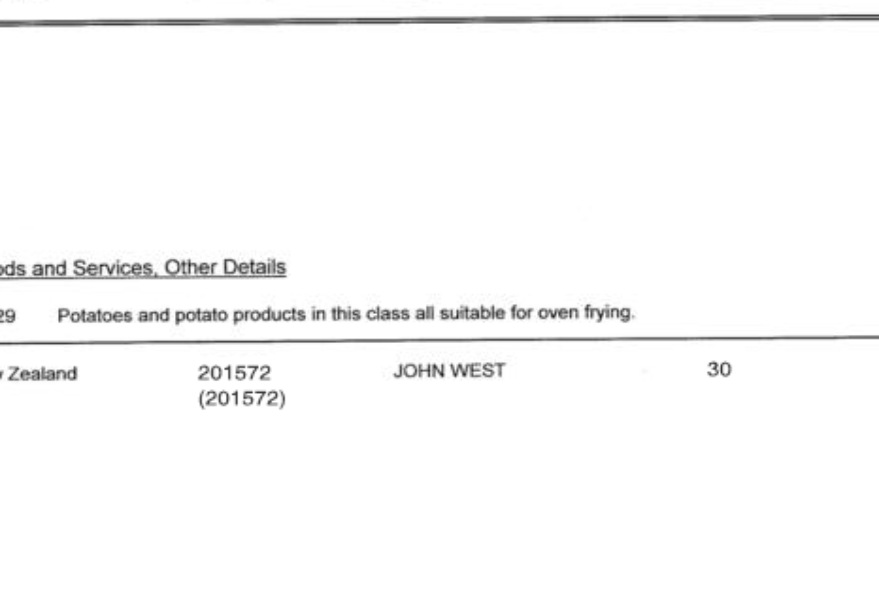 ods and Services, Other Details
29 Potatoes and potato products in this class all suitable for oven frying.
Zealand 201572 JOHN WEST 30
(201572)